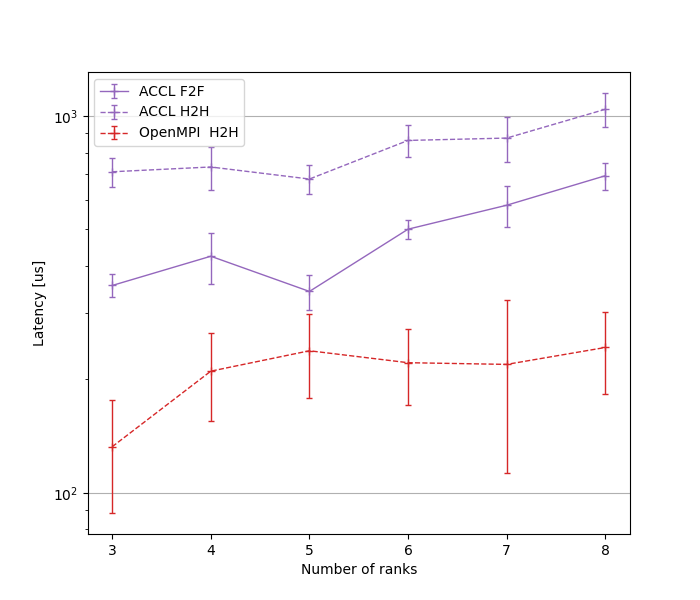 ACCL F2F
ACCL H2H
OpenMPI  H2H
10³
10²
Latency [us]
3 4 5 6 7 8
Number of ranks